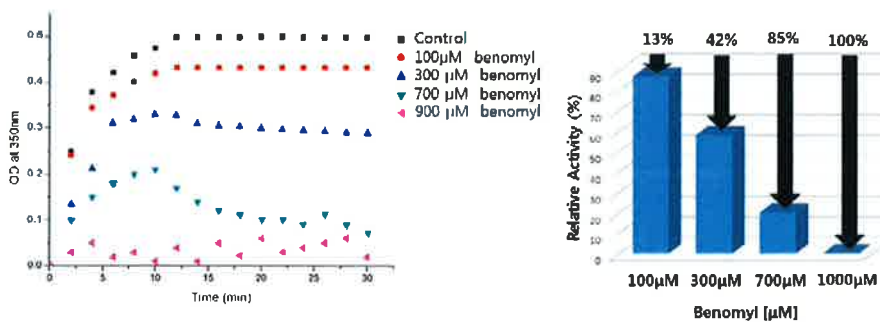 Control
100μM benomyl
300 μM benomyl
700 μM benomyl
900 μM benomyl
OD at 350nm
0.5
0.4
0.3
0.2
0.1
0.0
0 5 10 15 20 25 30
Time (min)
13% 42% 85% 100%
Relative Activity (%)
90
80
70
60
50
40
30
20
10
0
100μM 300μM 700μM 1000μM
Benomyl [μM]